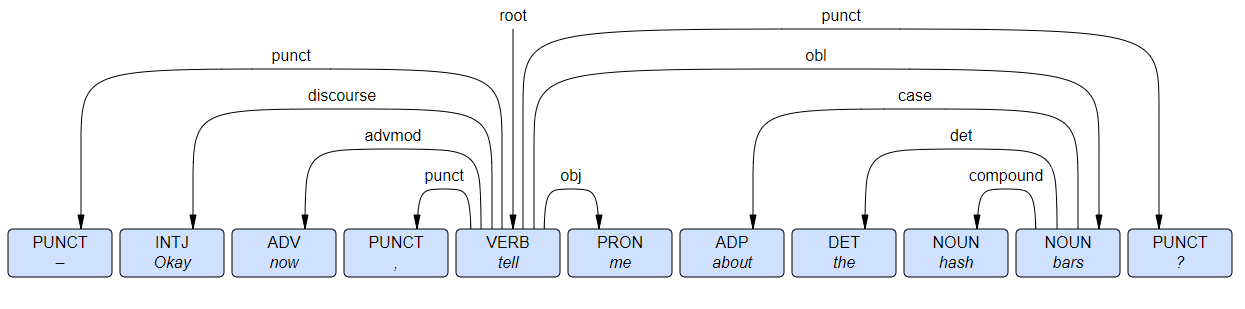 root
punct
punct
obl
discourse
case
advmod
det
punct
obj
compound
PUNCT INTJ ADV PUNCT VERB PRON ADP DET NOUN NOUN PUNCT
– Okay now , tell me about the hash bars ?